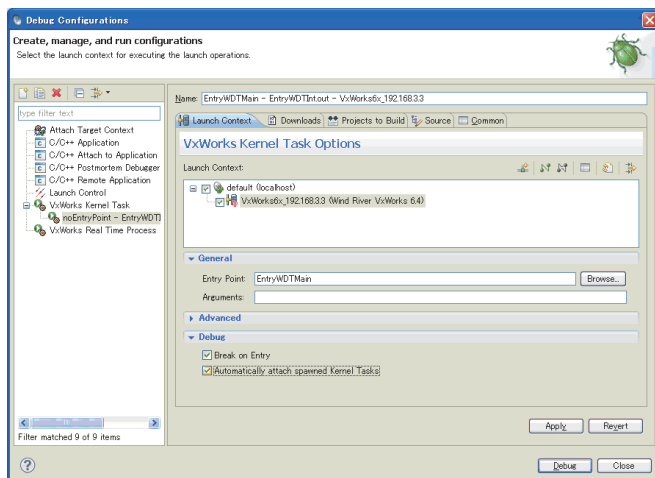 Debug Configurations
Create, manage, and run configurations
Select the launch context for executing the launch operations.
type filter text
Attach Target Context
C/C++ Application
C/C++ Attach to Application
C/C++ Postmortem Debugger
C/C++ Remote Application
Launch Control
VxWorks Kernel Task
noEntryPoint - EntryWDTI
VxWorks Real Time Process
Filter matched 9 of 9 items
Name: EntryWDTMain - EntryWDTInt.out - VxWorks6x_192.168.3.3
Launch Context Downloads Projects to Build Source Common
VxWorks Kernel Task Options
Launch Context:
default (localhost)
VxWorks6x_192.168.3.3 (Wind River VxWorks 6.4)
General
Entry Point: EntryWDTMain Browse...
Arguments:
Advanced
Debug
Break on Entry
Automatically attach spawned Kernel Tasks
Apply Revert
Debug Close